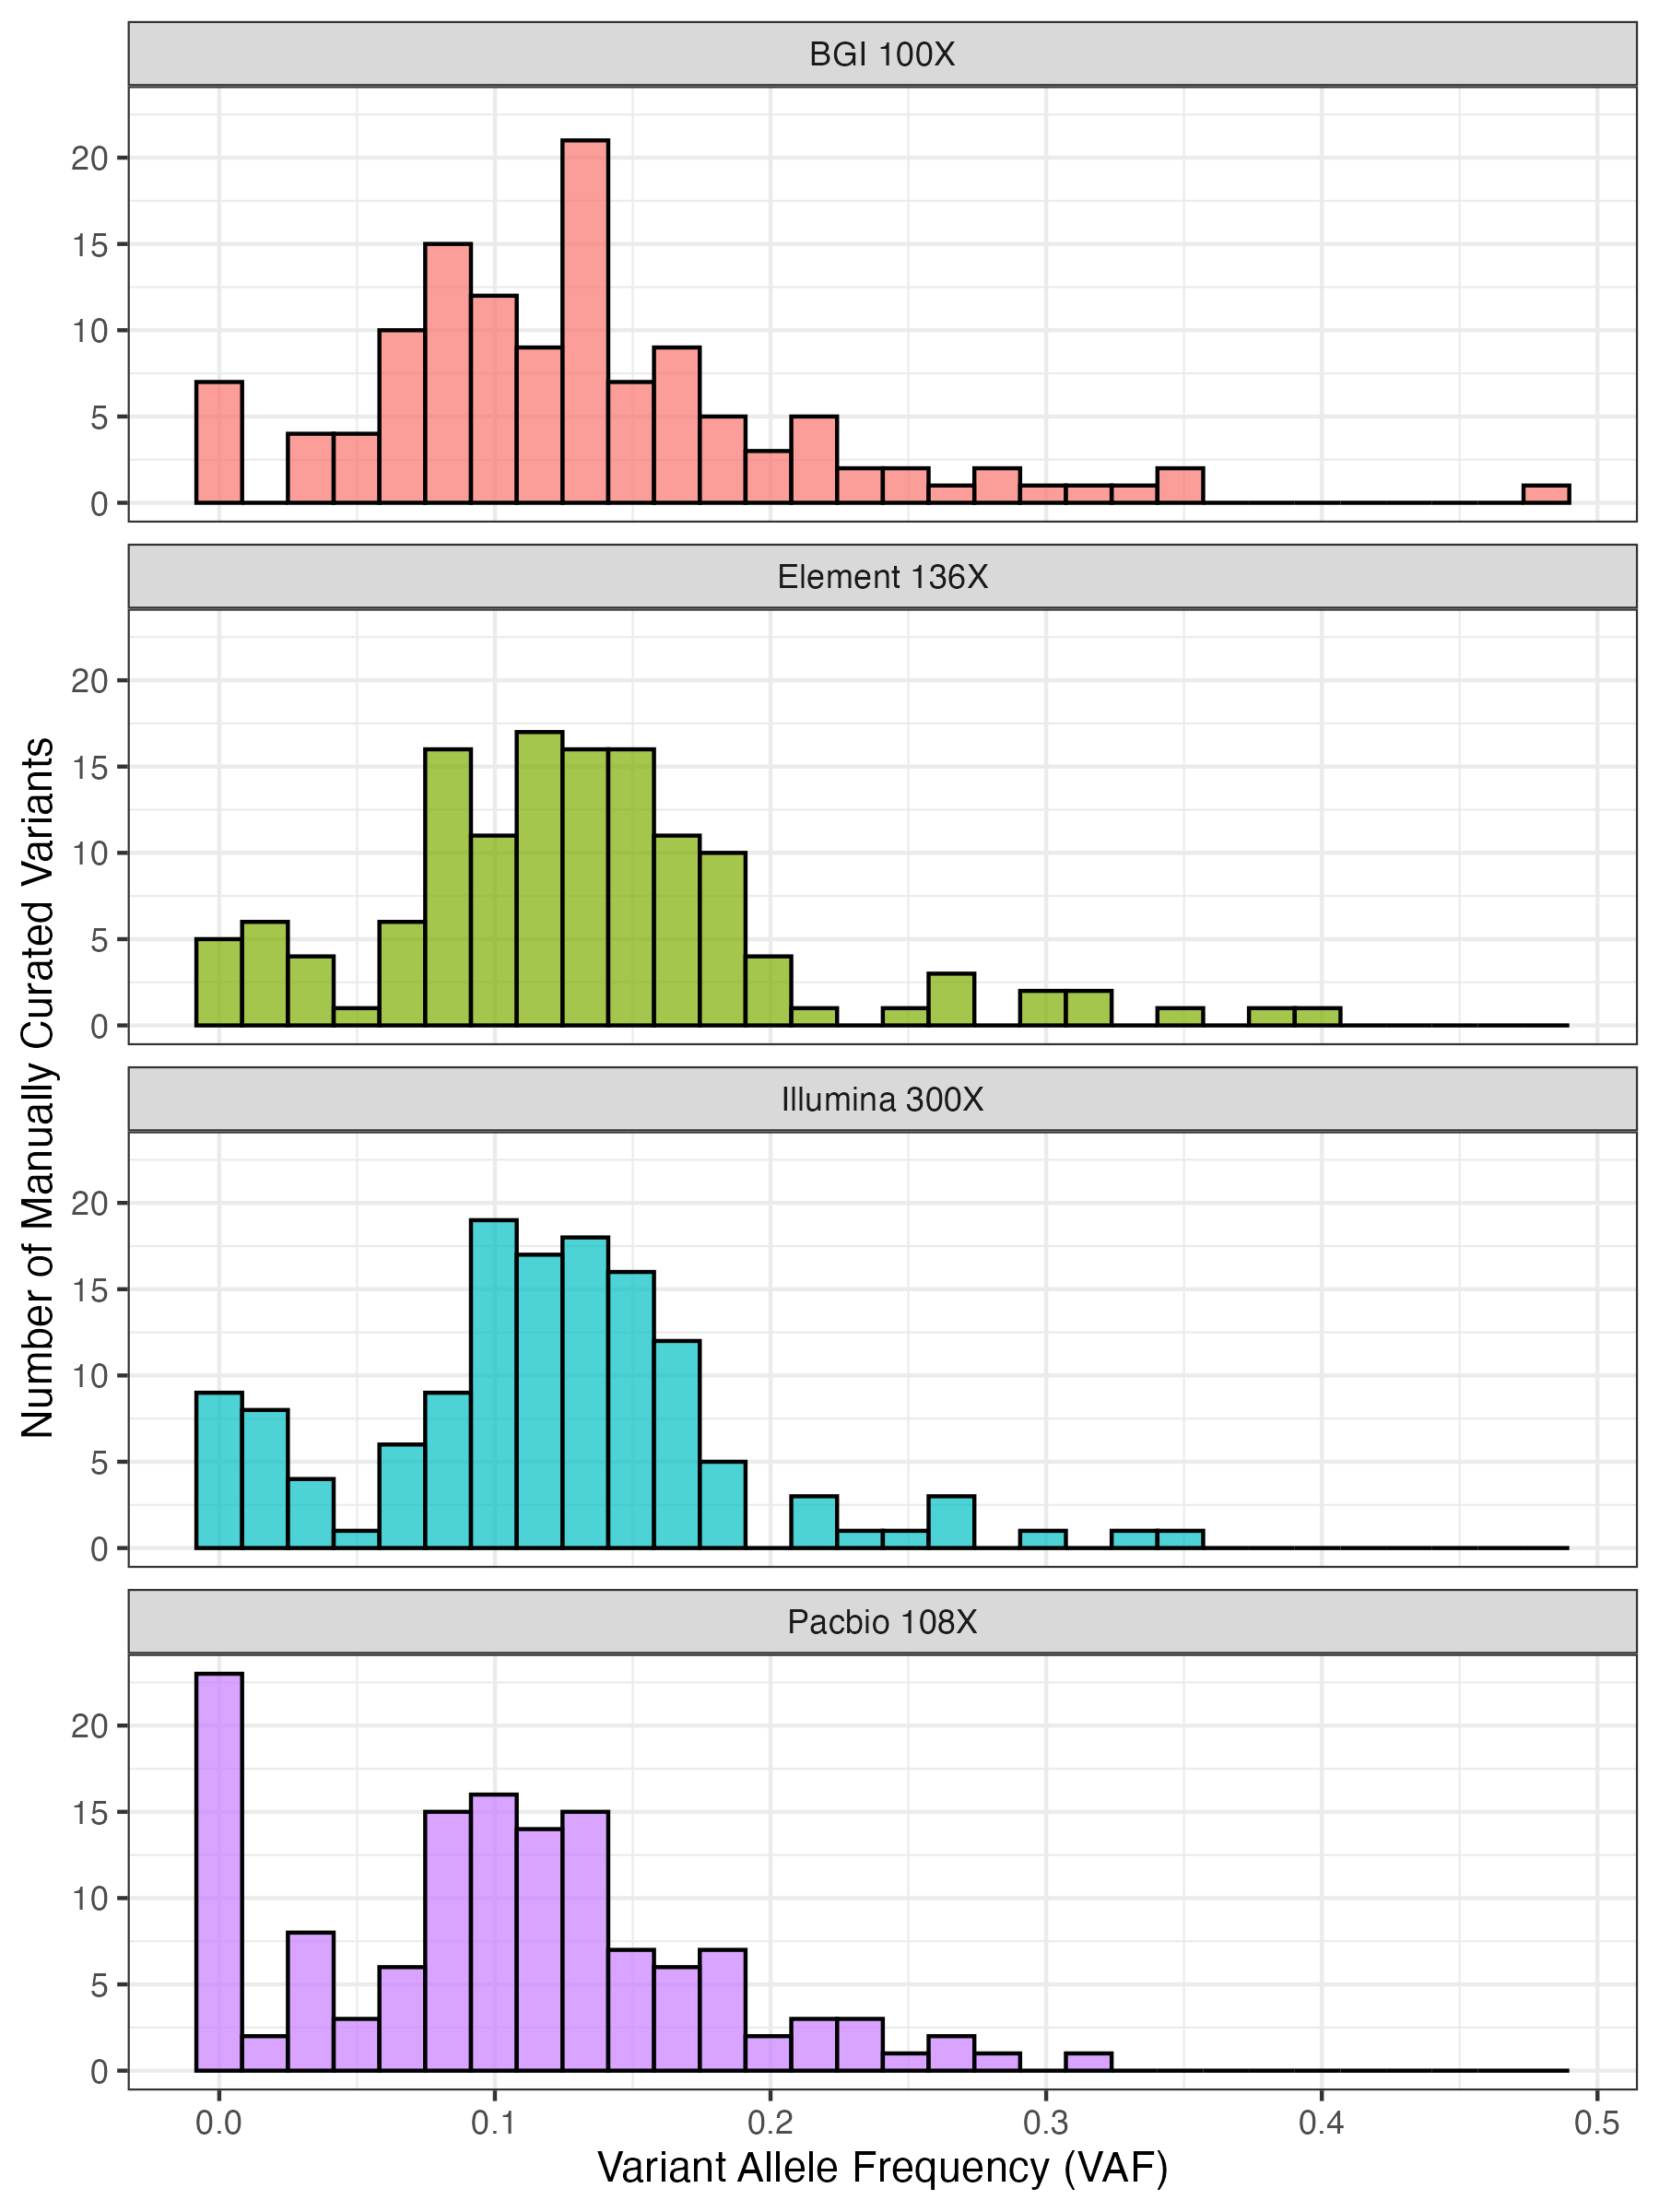 BGI 100X
20
15
10
5
0
Element 136X
20
15
10
5
0
Illumina 300X
20
15
10
5
0
Pacbio 108X
20
15
10
5
0
0.0 0.1 0.2 0.3 0.4 0.5
Variant Allele Frequency (VAF)
Number of Manually Curated Variants